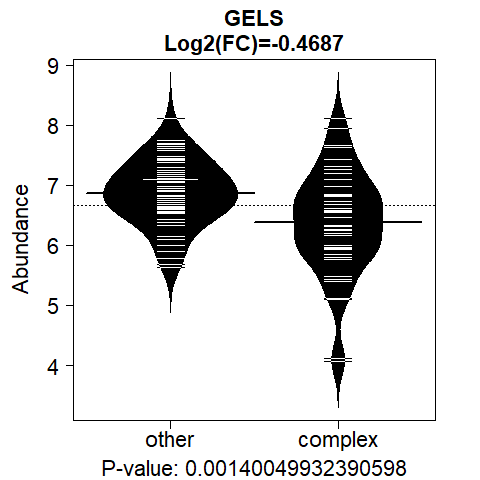 GELS
Log2(FC)=-0.4687
9
8
7
6
5
4
Abundance
other complex
P-value: 0.00140049932390598